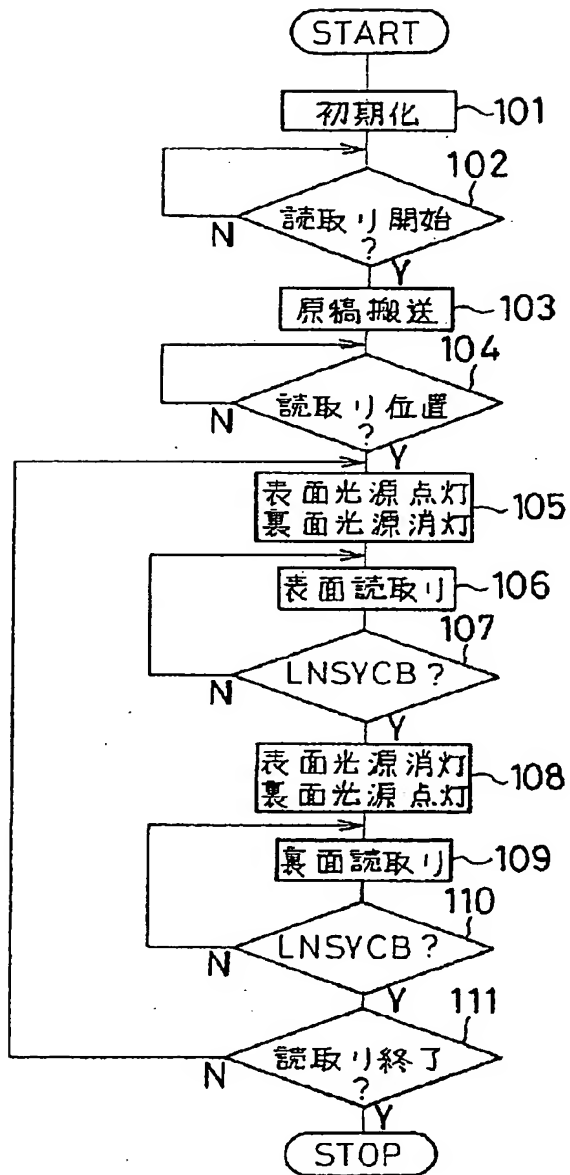 START
初期化
101
102
読取り開始
?
N
Y
原稿搬送
103
104
読取り位置
?
N
Y
表面光源点灯
裏面光源消灯
105
表面読取り
106
107
LNSYCB?
N
Y
表面光源消灯
裏面光源点灯
108
裏面読取り
109
110
LNSYCB?
N
Y
111
読取り終了
?
N
Y
STOP